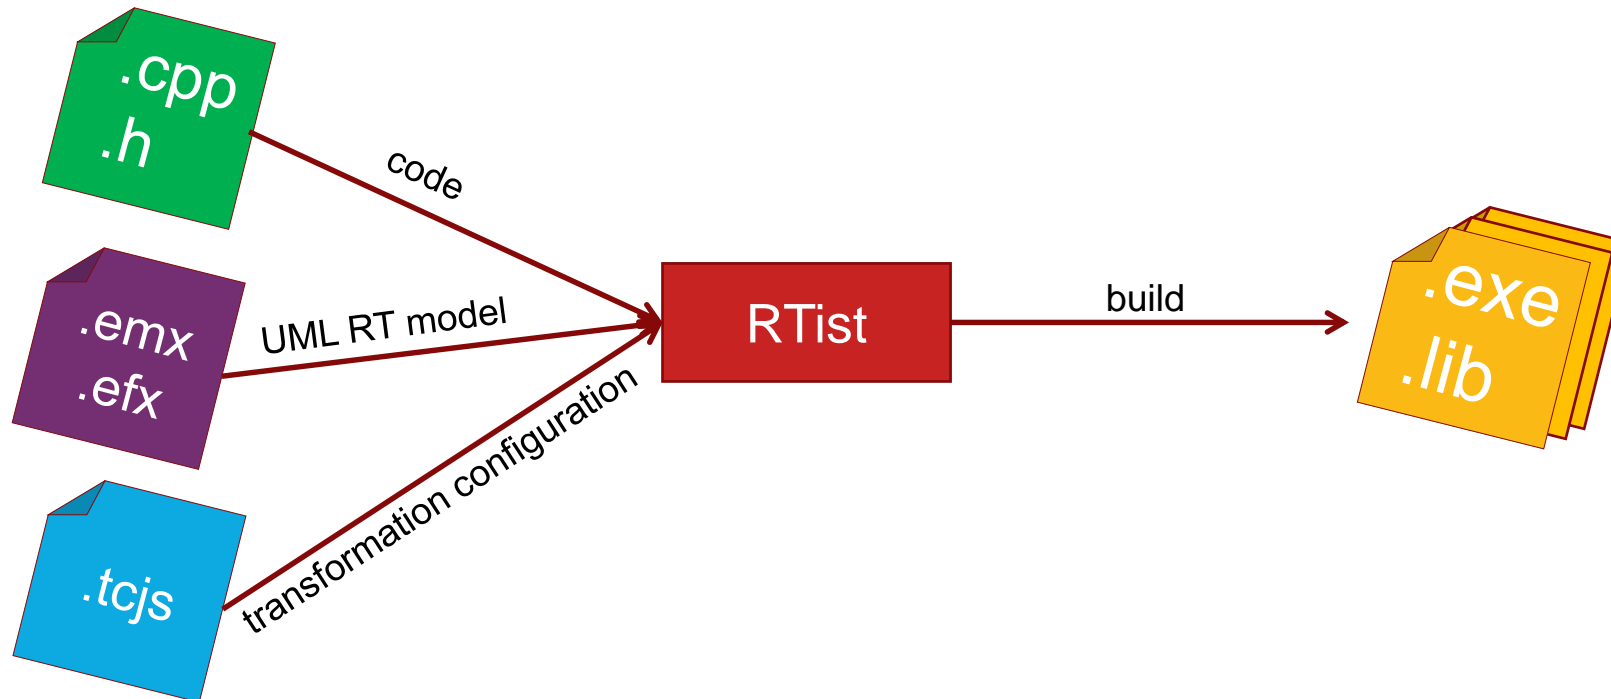 .cpp
.h
code
.emx
.efx
UML RT model
.tcjs
transformation configuration
RTist
build
.exe
.lib